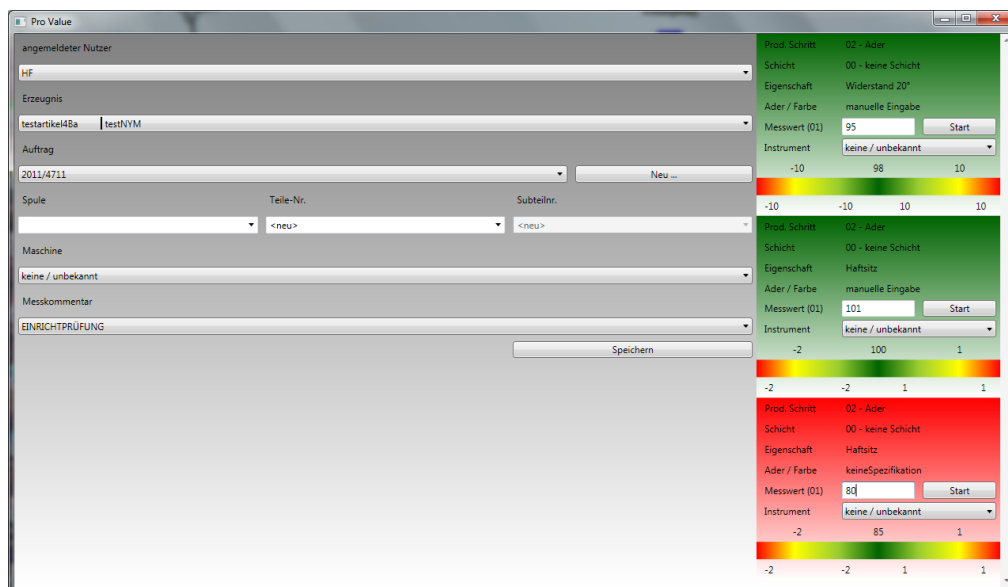 Pro Value
angemeldeter Nutzer
HF
Erzeugnis
testartikel4Ba testNYM
Auftrag
2011/4711 Neu ...
Spule Teile-Nr. Subteilnr.
<neu> <neu>
Maschine
keine / unbekannt
Messkommentar
EINRICHTPRÜFUNG
Speichern
Prod. Schritt 02 - Ader
Schicht 00 - keine Schicht
Eigenschaft Widerstand 20°
Ader / Farbe manuelle Eingabe
Messwert (01) 95 Start
Instrument keine / unbekannt
-10 98 10
-10 -10 10 10
Prod. Schritt 02 - Ader
Schicht 00 - keine Schicht
Eigenschaft Haftsitz
Ader / Farbe manuelle Eingabe
Messwert (01) 101 Start
Instrument keine / unbekannt
-2 100 1
-2 -2 1 1
Prod. Schritt 02 - Ader
Schicht 00 - keine Schicht
Eigenschaft Haftsitz
Ader / Farbe keineSpezifikation
Messwert (01) 80 Start
Instrument keine / unbekannt
-2 85 1
-2 -2 1 1